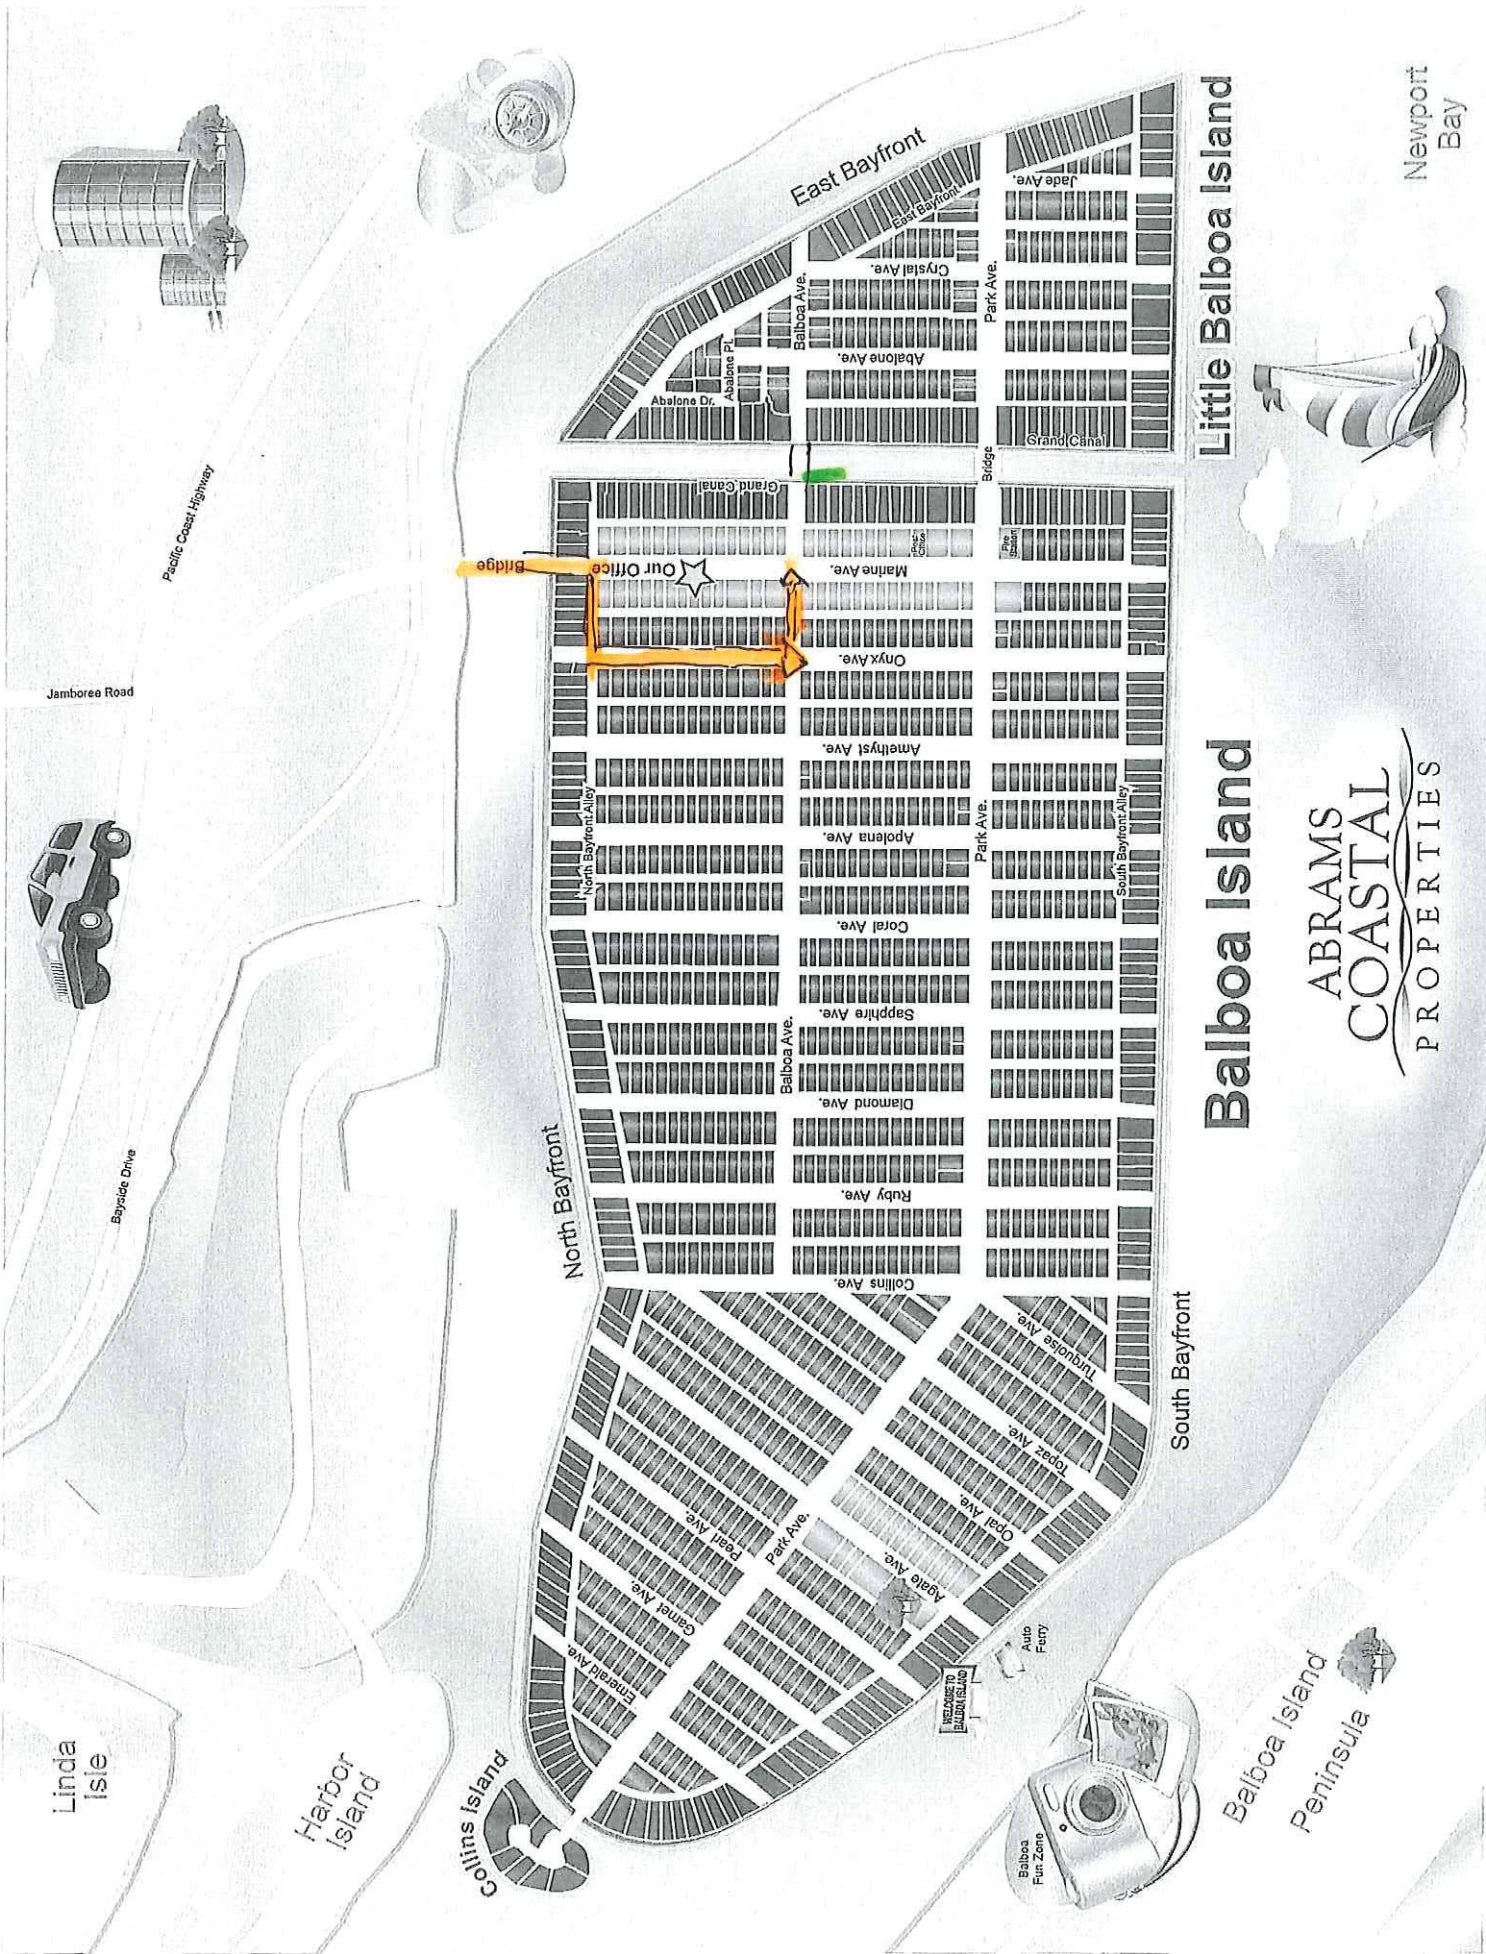 Newport
Bay
Little Balboa Island
East Bayfront
East Bayfront
Jade Ave.
Crystal Ave.
Park Ave.
Balboa Ave.
Abalone Ave.
Abalone Pl.
Abalone Dr.
Grand Canal
Bridge
Grand Canal
Pacific Coast Highway
Bridge
Our Office
Post
Office
Fire
Station
Marine Ave.
Onyx Ave.
Jamboree Road
Amethyst Ave.
North Bayfront Alley
Apolena Ave.
Park Ave.
South Bayfront Alley
Coral Ave.
Sapphire Ave.
Balboa Ave.
Diamond Ave.
Ruby Ave.
Collins Ave.
Balboa Island
ABRAMS
COASTAL
PROPERTIES
Bayside Drive
North Bayfront
South Bayfront
Turquoise Ave.
Topaz Ave.
Opal Ave.
Agate Ave.
Park Ave.
Pearl Ave.
Garnet Ave.
Emerald Ave.
Auto
Ferry
WELCOME TO
BALBOA ISLAND
Linda
Isle
Harbor
Island
Collins Island
Balboa
Fun Zone
Balboa Island
Peninsula